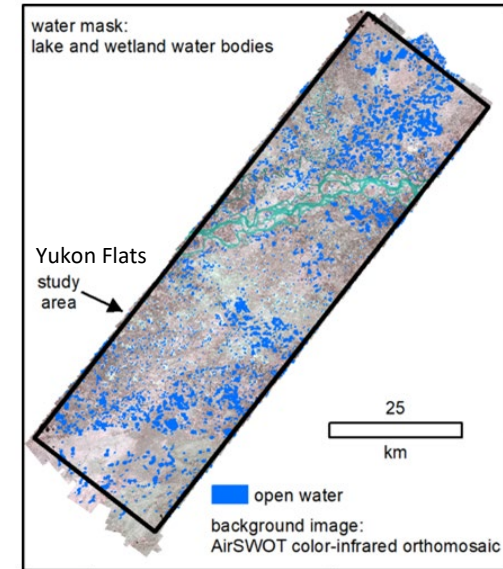 water mask:
lake and wetland water bodies
Yukon Flats
study
area
25
km
open water
background image:
AirSWOT color-infrared orthomosaic